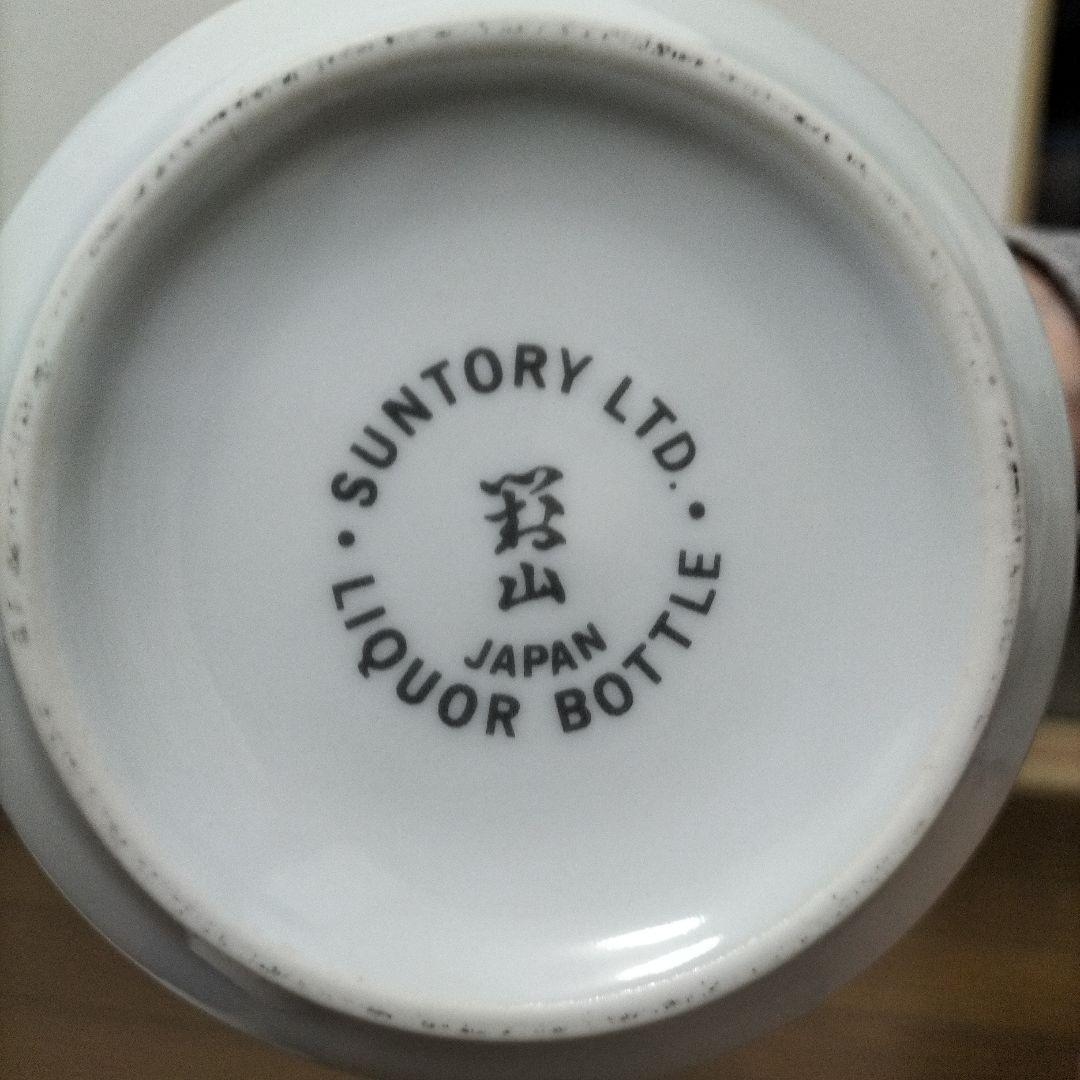 SUNTORY LTD.
山
JAPAN
LIQUOR BOTTLE